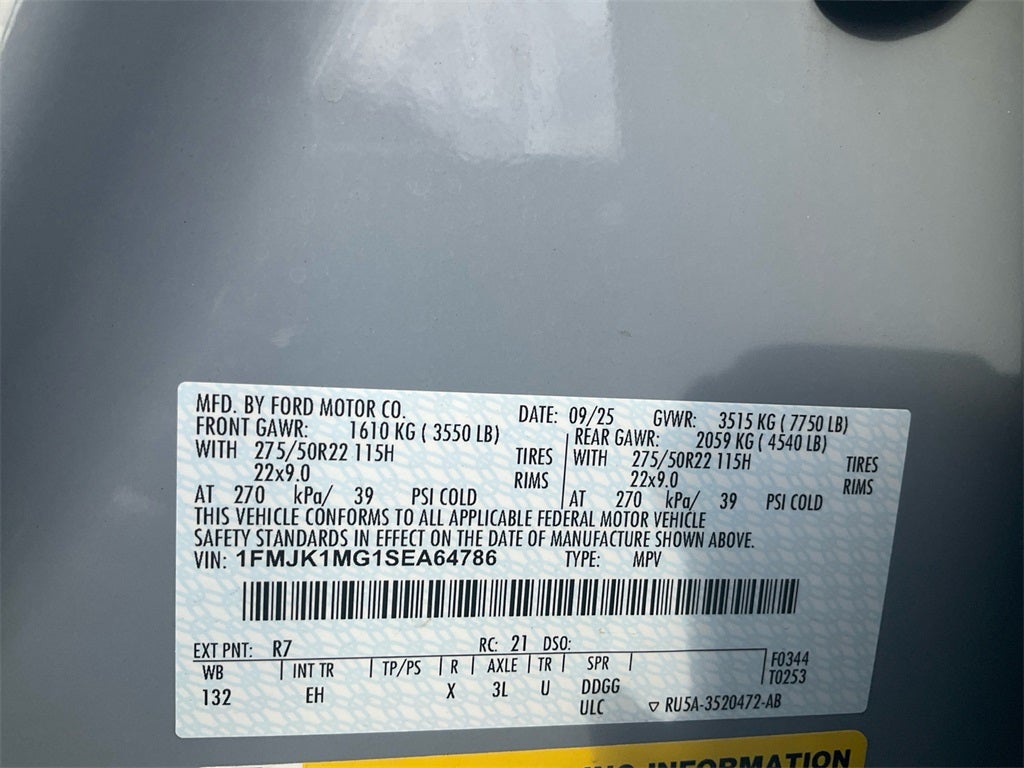 MFD. BY FORD MOTOR CO. DATE: 09/25 GVWR: 3515 KG ( 7750 LB)
FRONT GAWR: 1610 KG ( 3550 LB) REAR GAWR: 2059 KG ( 4540 LB)
WITH 275/50R22 115H TIRES WITH 275/50R22 115H TIRES
22x9.0 RIMS 22x9.0 RIMS
AT 270 kPa/ 39 PSI COLD AT 270 kPa/ 39 PSI COLD
THIS VEHICLE CONFORMS TO ALL APPLICABLE FEDERAL MOTOR VEHICLE
SAFETY STANDARDS IN EFFECT ON THE DATE OF MANUFACTURE SHOWN ABOVE.
VIN: 1FMJK1MG1SEA64786 TYPE: MPV
EXT PNT: R7 RC: 21 DSO:
WB INT TR TP/PS R AXLE TR SPR F0344
132 EH X 3L U DDGG T0253
ULC ▽ RU5A-3520472-AB
INFORMATION